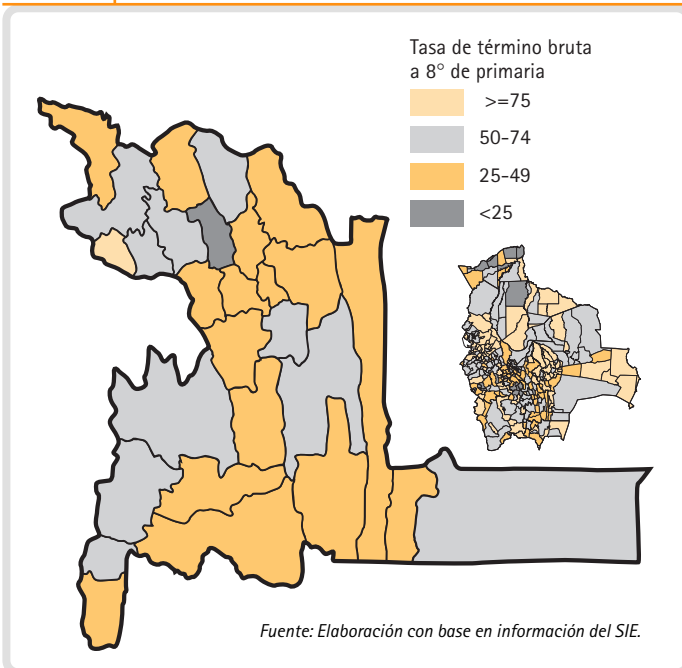 Tasa de término bruta
a 8° de primaria
>=75
50-74
25-49
<25
Fuente: Elaboración con base en información del SIE.